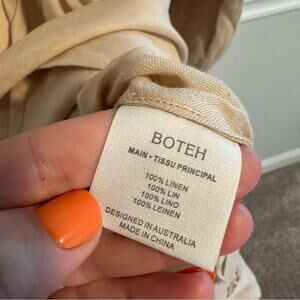 BOTEH
MAIN • TISSU PRINCIPAL
100% LINEN
100% LIN
100% LINO
100% LEINEN
DESIGNED IN AUSTRALIA
MADE IN CHINA